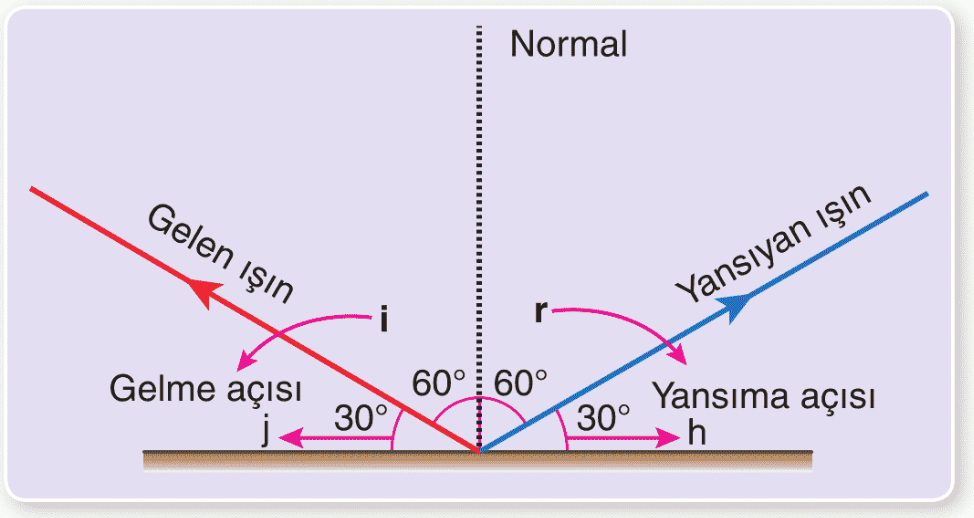 Normal
Gelen ışın
Yansıyan ışın
i
r
Gelme açısı
60°
60°
Yansıma açısı
j
30°
30°
h